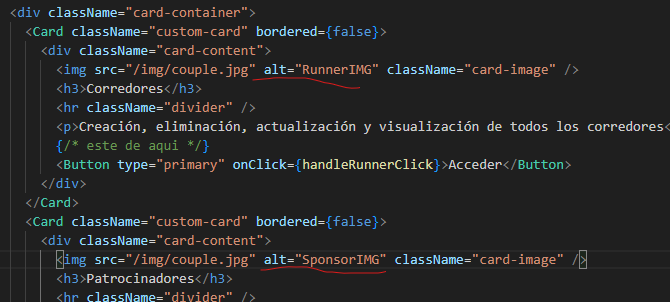 <div className="card-container">
<Card className="custom-card" bordered={false}>
<div className="card-content">
<img src="/img/couple.jpg" alt="RunnerIMG" className="card-image" />
<h3>Corredores</h3>
<hr className="divider" />
<p>Creación, eliminación, actualización y visualización de todos los corredores<
{/* este de aqui */}
<Button type="primary" onClick={handleRunnerClick}>Acceder</Button>
</div>
</Card>
<Card className="custom-card" bordered={false}>
<div className="card-content">
<img src="/img/couple.jpg" alt="SponsorIMG" className="card-image" />
<h3>Patrocinadores</h3>
<hr className="divider" />